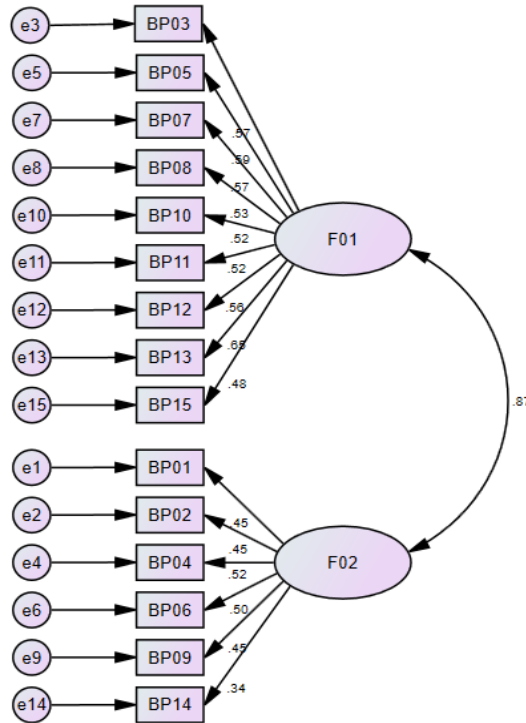 e3 BP03
e5 BP05
e7 BP07
.57
.59
e8 BP08
.57
e10 BP10
.53
F01
.52
e11 BP11
.52
e12 BP12
.56
e13 BP13
.65
e15 BP15
.48
.87
e1 BP01
e2 BP02
.45
e4 BP04
.45
F02
.52
e6 BP06
.50
e9 BP09
.45
e14 BP14
.34